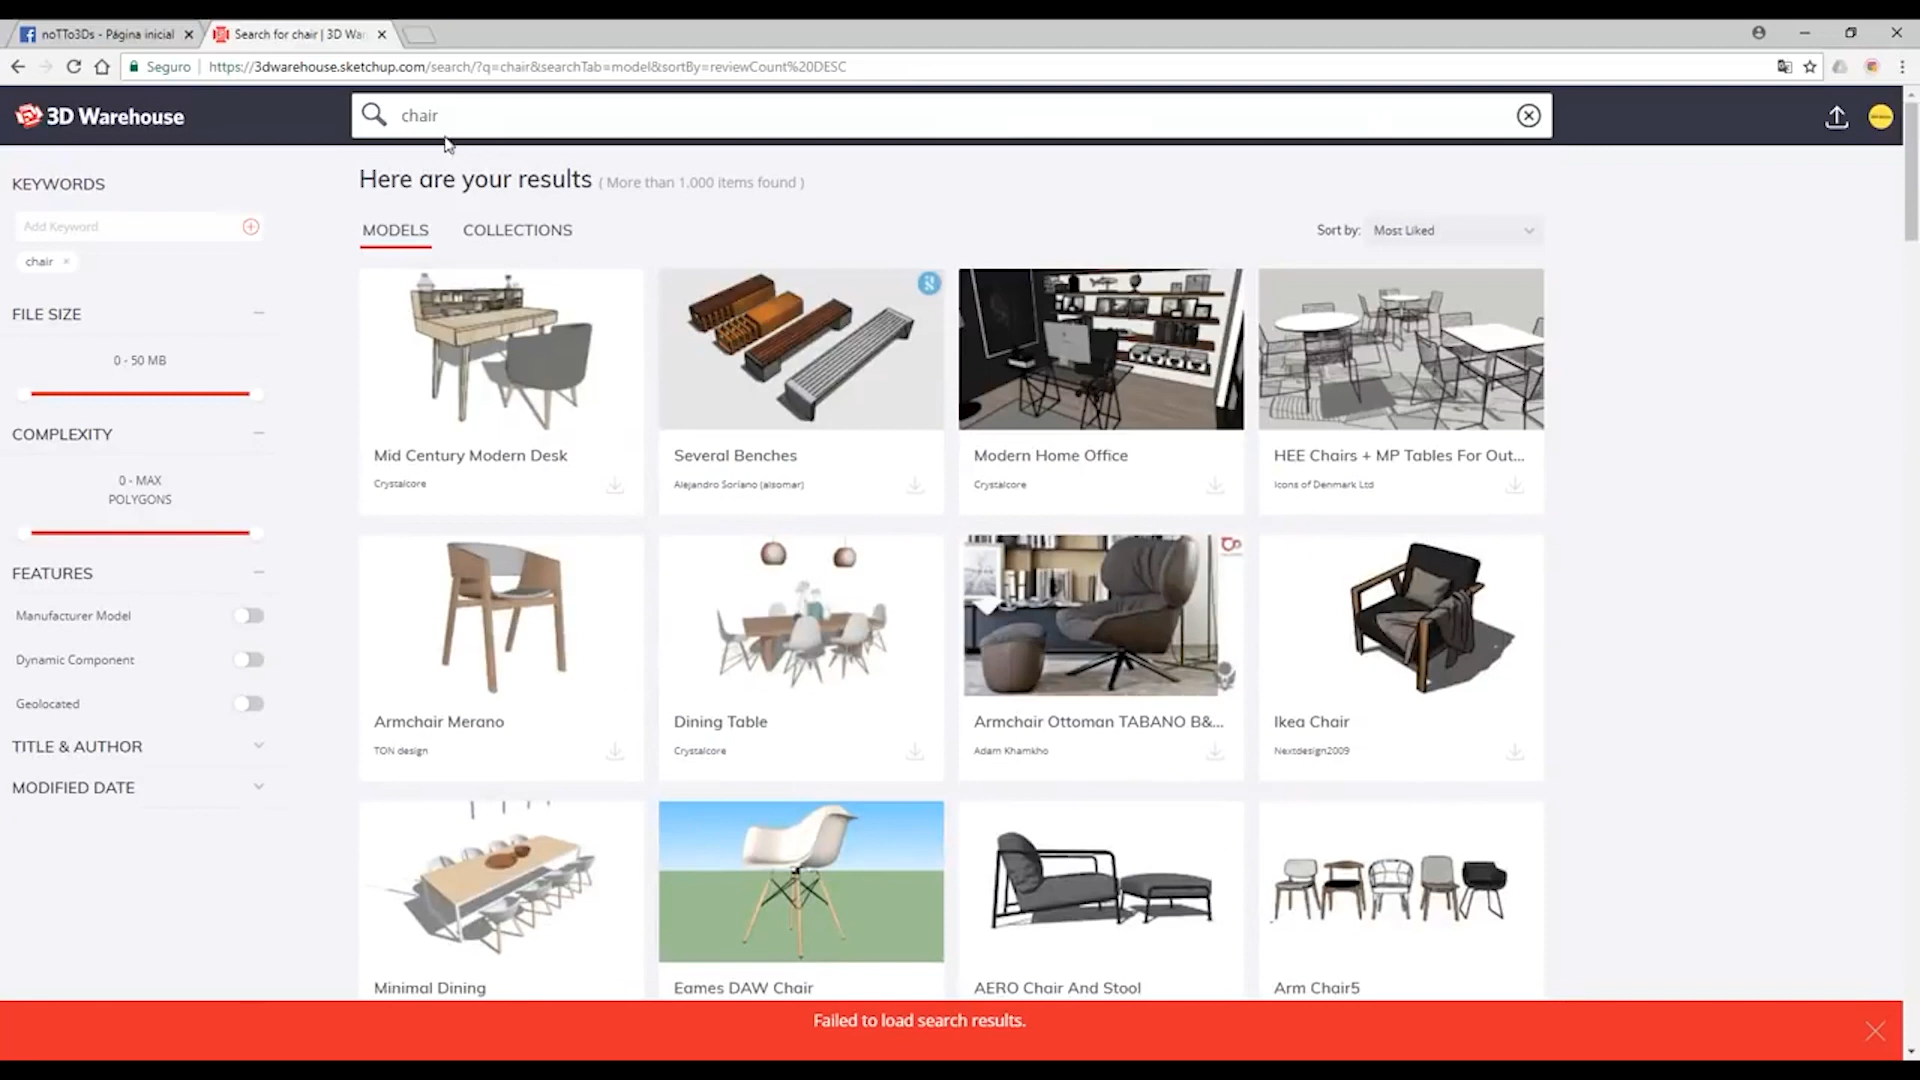 noTTo3Ds - Página inicial
Search for chair | 3D War
Seguro
https://3dwarehouse.sketchup.com/search/?q=chair&searchTab=model&sortBy=reviewCount%20DESC
3D Warehouse
chair
KEYWORDS
Add Keyword
chair
FILE SIZE
0 - 50 MB
COMPLEXITY
0 - MAX
POLYGONS
FEATURES
Manufacturer Model
Dynamic Component
Geolocated
TITLE & AUTHOR
MODIFIED DATE
Here are your results ( More than 1.000 items found )
MODELS
COLLECTIONS
Sort by: Most Liked
Mid Century Modern Desk
Crystalcore
Several Benches
Alejandro Soriano (alsomar)
Modern Home Office
Crystalcore
HEE Chairs + MP Tables For Out...
Icons of Denmark Ltd
Armchair Merano
TON design
Dining Table
Crystalcore
Armchair Ottoman TABANO B&...
Adam Khamkho
Ikea Chair
Nextdesign2009
Minimal Dining
Eames DAW Chair
AERO Chair And Stool
Arm Chair5
Failed to load search results.